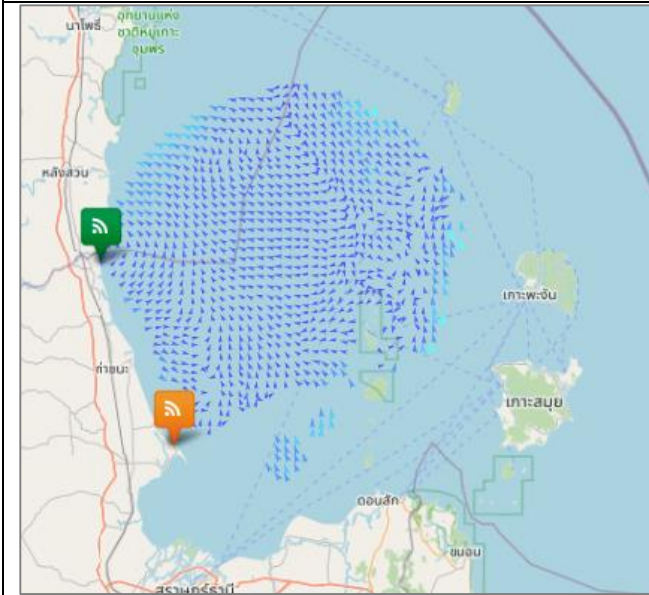 นาโพธิ์
อุทยานแห่ง
ชาติหมู่เกาะ
ชุมพร
หลังสวน
เกาะพะงัน
ท่าชนะ
เกาะสมุย
ดอนสัก
ขนอม
สุราษฎร์ธานี